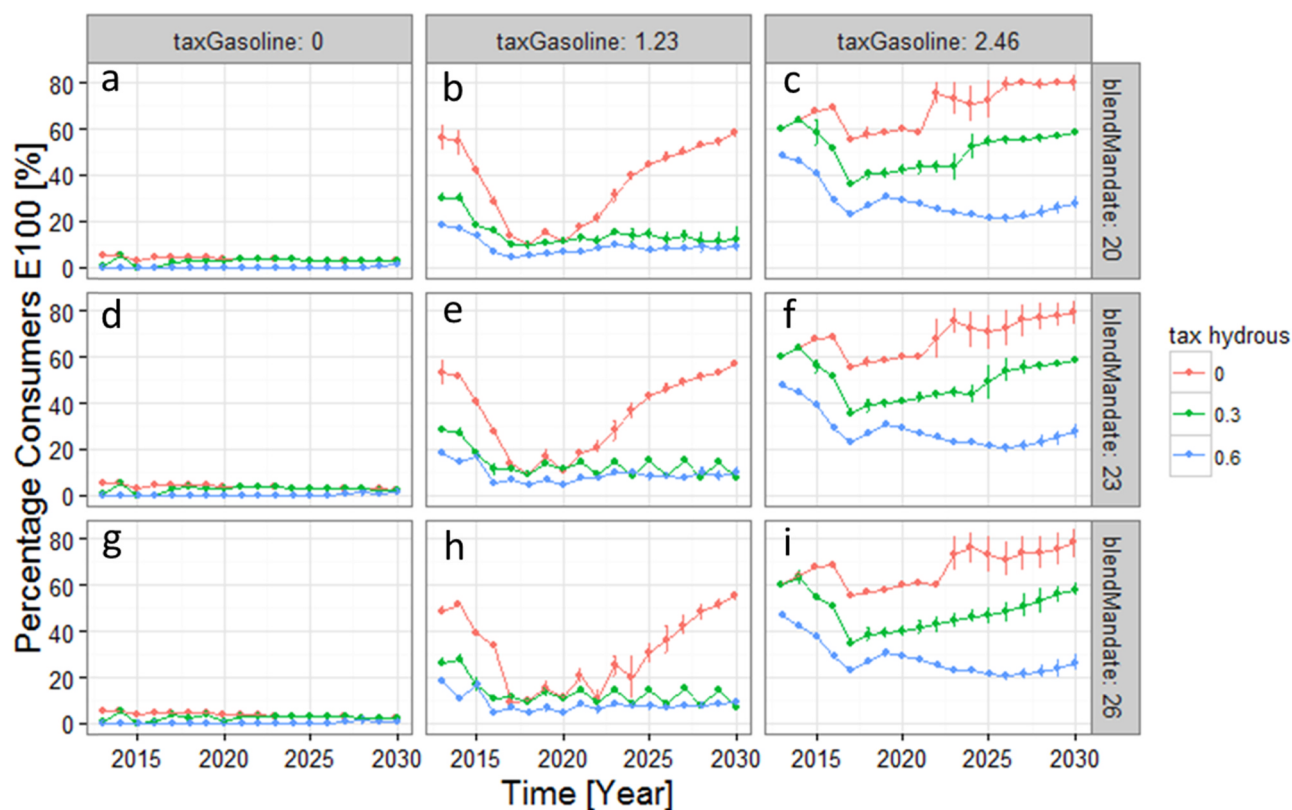 taxGasoline: 0
taxGasoline: 1.23
taxGasoline: 2.46
Percentage Consumers E100 [%]
a
b
c
80
60
40
20
0
blendMandate: 20
d
e
f
80
60
40
20
0
blendMandate: 23
g
h
i
80
60
40
20
0
blendMandate: 26
tax hydrous
0
0.3
0.6
2015 2020 2025 2030
2015 2020 2025 2030
2015 2020 2025 2030
Time [Year]